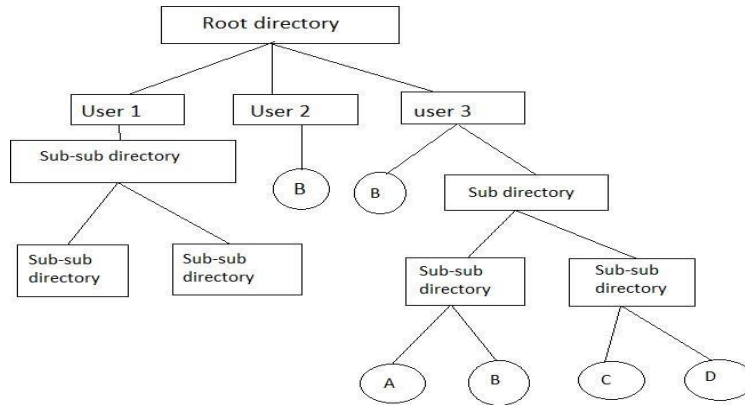 Root directory
User 1
User 2
user 3
Sub-sub directory
B
B
Sub directory
Sub-sub
directory
Sub-sub
directory
Sub-sub
directory
Sub-sub
directory
A
B
C
D